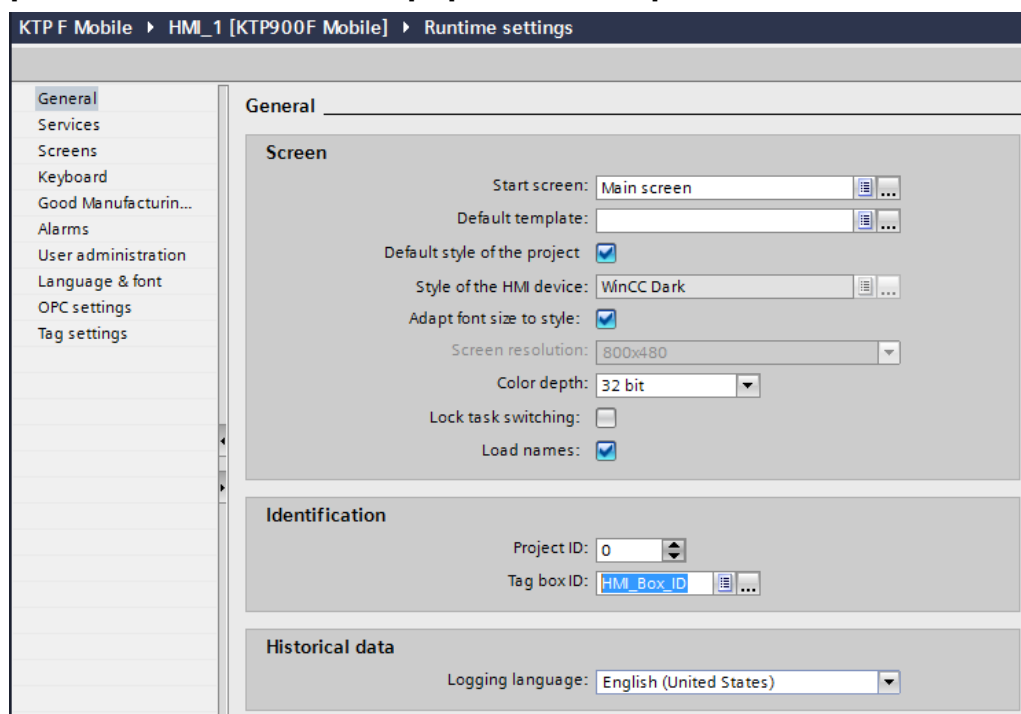 KTP F Mobile ▸ HMI_1 [KTP900F Mobile] ▸ Runtime settings
General
Services
Screens
Keyboard
Good Manufacturin...
Alarms
User administration
Language & font
OPC settings
Tag settings
General
Screen
Start screen: Main screen
Default template:
Default style of the project
Style of the HMI device: WinCC Dark
Adapt font size to style:
Screen resolution: 800x480
Color depth: 32 bit
Lock task switching:
Load names:
Identification
Project ID: 0
Tag box ID: HMI_Box_ID
Historical data
Logging language: English (United States)